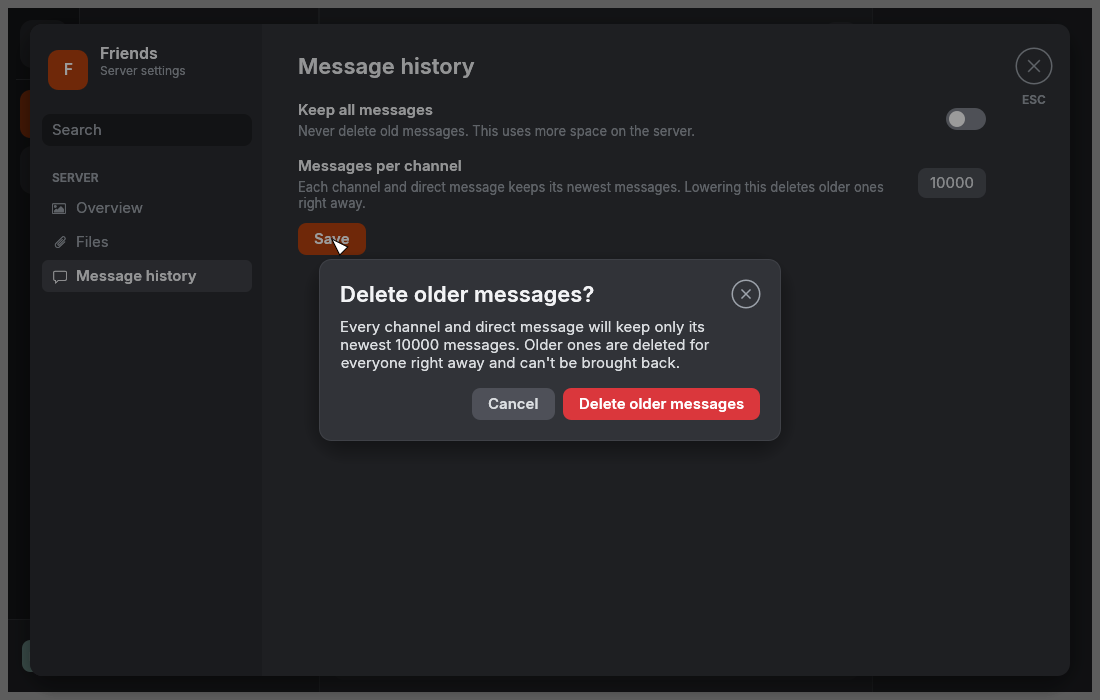 F
Friends
Server settings
Search
SERVER
Overview
Files
Message history
Message history
ESC
Keep all messages
Never delete old messages. This uses more space on the server.
Messages per channel
Each channel and direct message keeps its newest messages. Lowering this deletes older ones
right away.
10000
Save
Delete older messages?
Every channel and direct message will keep only its
newest 10000 messages. Older ones are deleted for
everyone right away and can't be brought back.
Cancel
Delete older messages